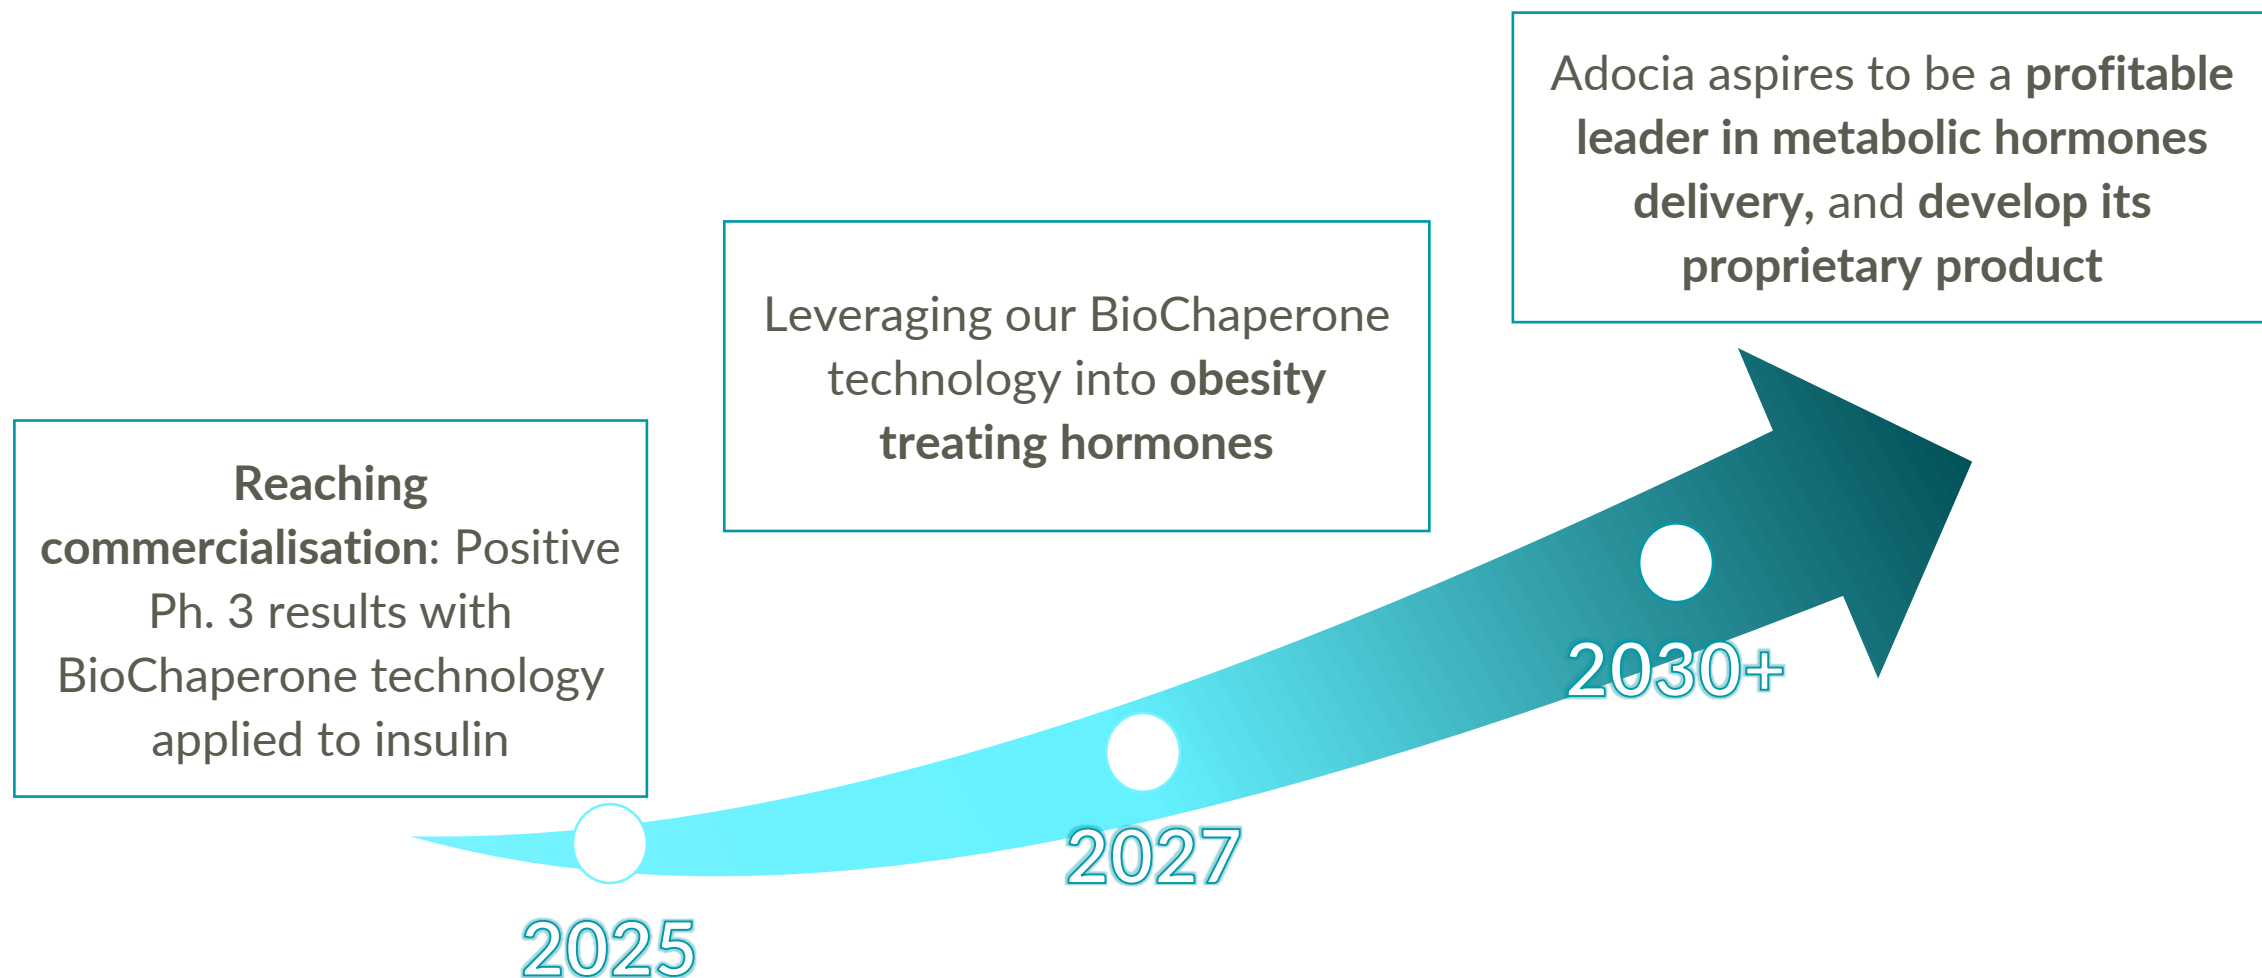 Reaching
commercialisation: Positive
Ph. 3 results with
BioChaperone technology
applied to insulin
2025
Leveraging our BioChaperone
technology into obesity
treating hormones
2027
Adocia aspires to be a profitable
leader in metabolic hormones
delivery, and develop its
proprietary product
2030+